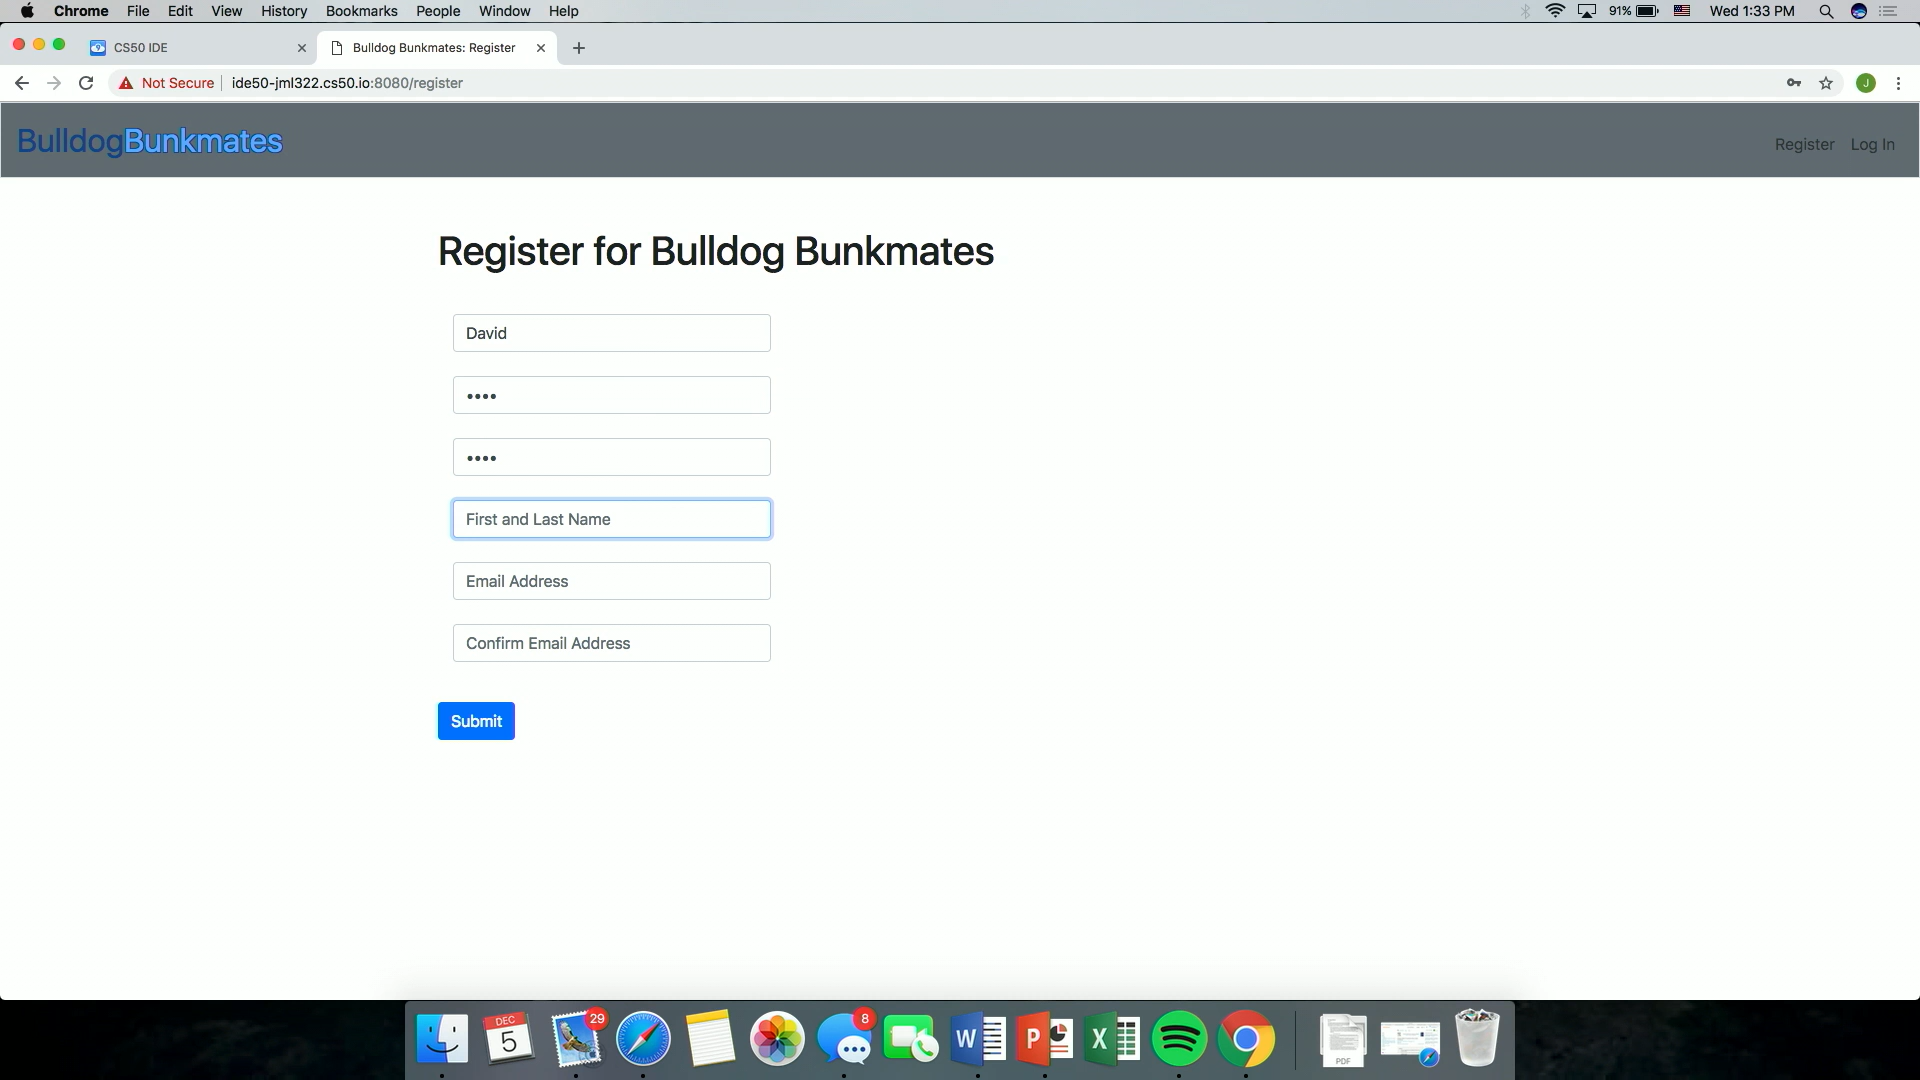 Chrome File Edit View History Bookmarks People Window Help 91% Wed 1:33 PM
CS50 IDE Bulldog Bunkmates: Register
Not Secure ide50-jml322.cs50.io:8080/register J
BulldogBunkmates Register Log In
Register for Bulldog Bunkmates
David
••••
••••
First and Last Name
Email Address
Confirm Email Address
Submit
DEC 5 29 8 W P X PDF